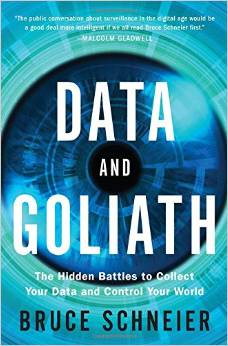 "The public conversation about surveillance in the digital age would be a
good deal more intelligent if we all read Bruce Schneier first."
—MALCOLM GLADWELL
DATA
AND
GOLIATH
The Hidden Battles to Collect
Your Data and Control Your World
BRUCE SCHNEIER